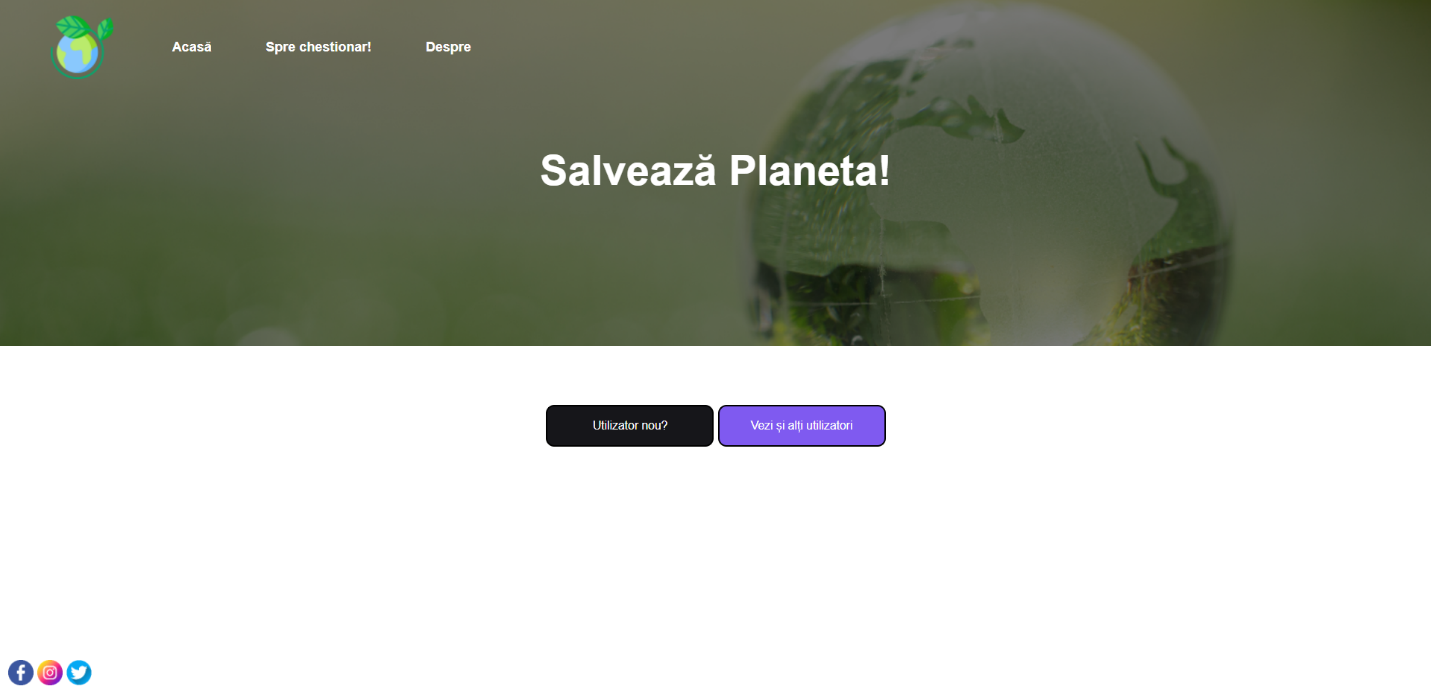 Acasă
Spre chestionar!
Despre
Salvează Planeta!
Utilizator nou?
Vezi și alți utilizatori